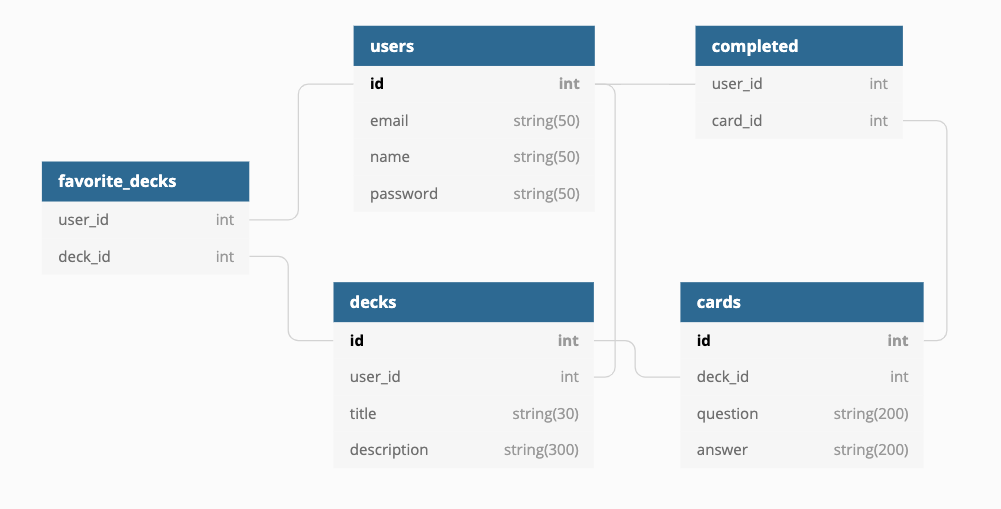 users
id int
email string(50)
name string(50)
password string(50)
completed
user_id int
card_id int
favorite_decks
user_id int
deck_id int
decks
id int
user_id int
title string(30)
description string(300)
cards
id int
deck_id int
question string(200)
answer string(200)